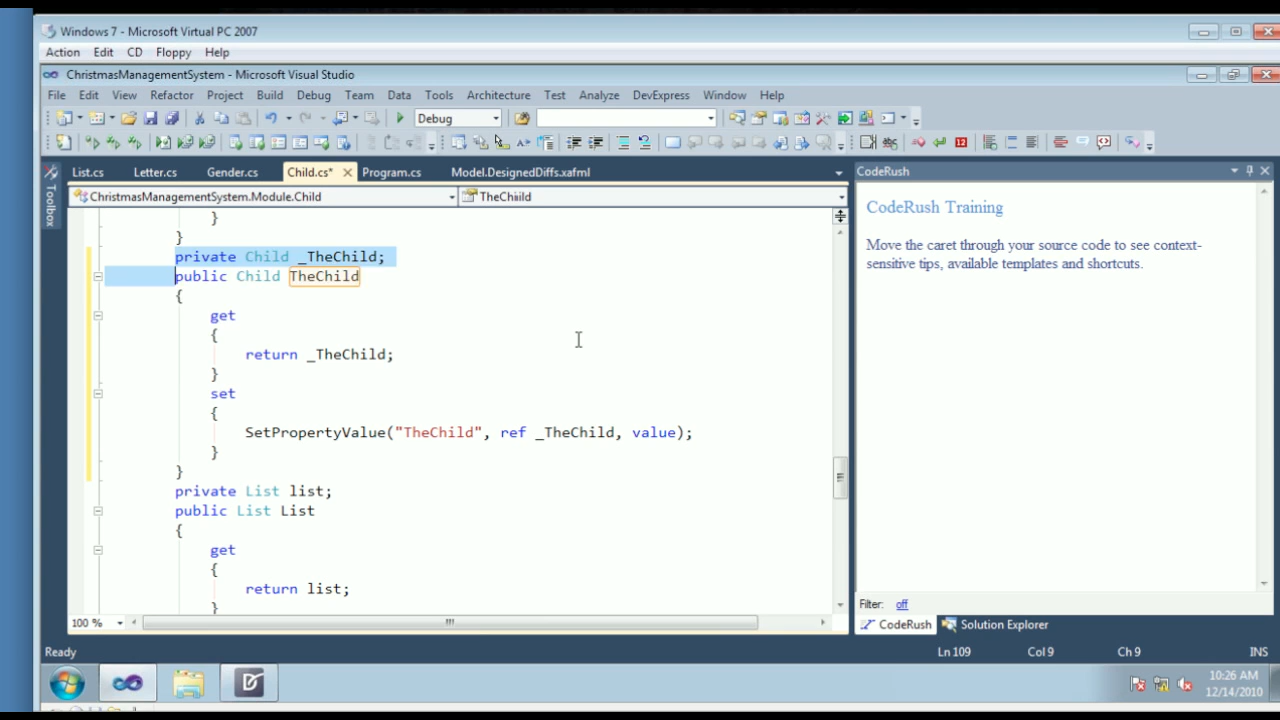 Windows 7 - Microsoft Virtual PC 2007
Action Edit CD Floppy Help
ChristmasManagementSystem - Microsoft Visual Studio
File Edit View Refactor Project Build Debug Team Data Tools Architecture Test Analyze DevExpress Window Help
Debug
List.cs Letter.cs Gender.cs Child.cs* Program.cs Model.DesignedDiffs.xafml
CodeRush
Toolbox
ChristmasManagementSystem.Module.Child
TheChild
CodeRush Training
Move the caret through your source code to see context-
sensitive tips, available templates and shortcuts.
}
}
private Child _TheChild;
public Child TheChild
{
get
{
return _TheChild;
}
set
{
SetPropertyValue("TheChild", ref _TheChild, value);
}
}
private List list;
public List List
{
get
{
return list;
}
Filter: off
100 %
CodeRush Solution Explorer
Ready Ln 109 Col 9 Ch 9 INS
10:26 AM
12/14/2010